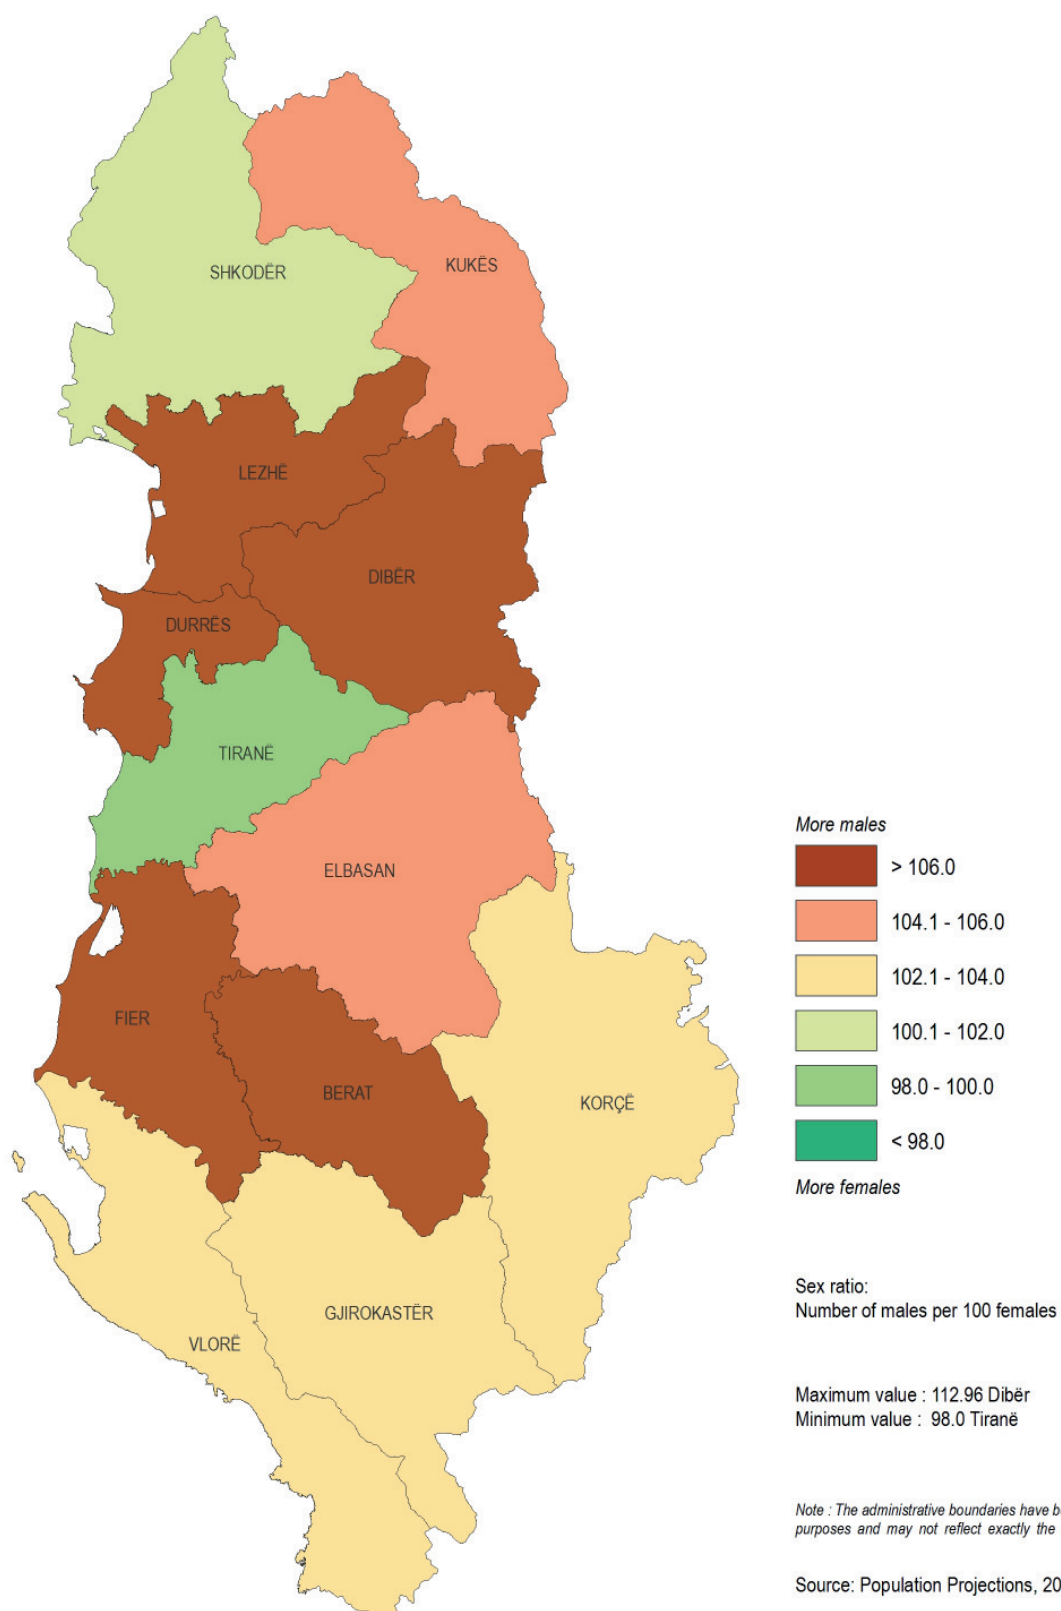 SHKODËR
KUKËS
LEZHË
DIBËR
DURRËS
TIRANË
ELBASAN
FIER
BERAT
KORÇË
GJIROKASTËR
VLORË
More males
> 106.0
104.1 - 106.0
102.1 - 104.0
100.1 - 102.0
98.0 - 100.0
< 98.0
More females
Sex ratio:
Number of males per 100 females
Maximum value : 112.96 Dibër
Minimum value : 98.0 Tiranë
Note : The administrative boundaries have
purposes and may not reflect exactly the
Source: Population Projections,